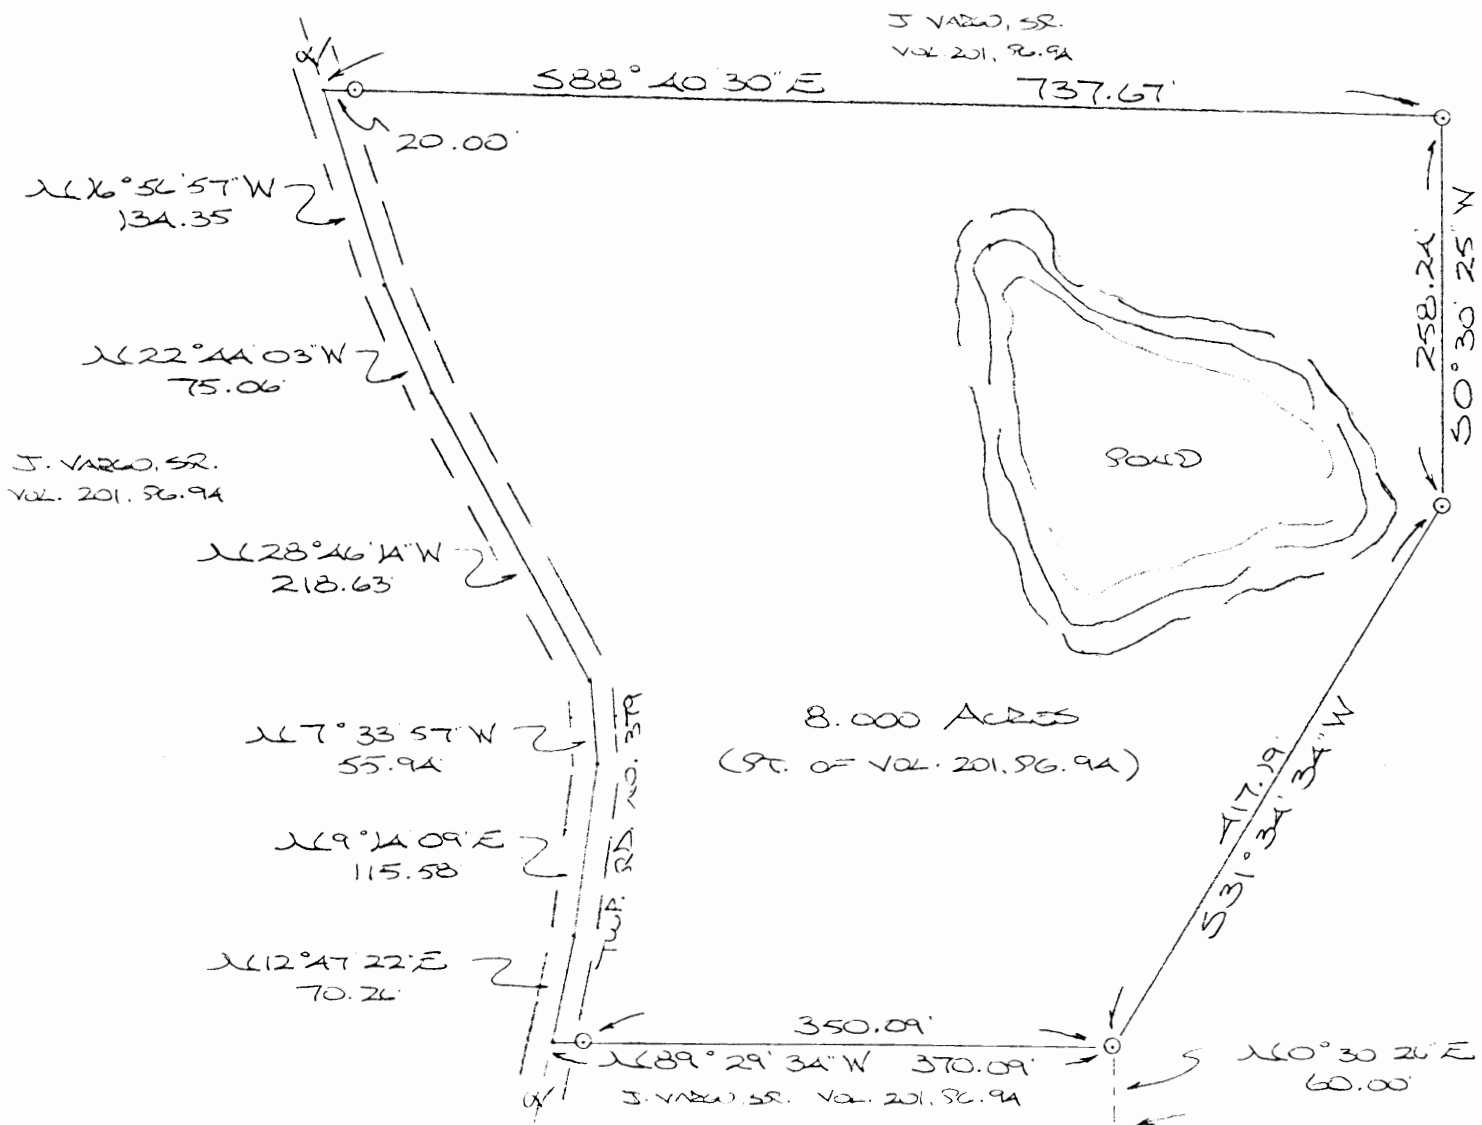 J VARGO, SR.
VOL 201, PG. 94
S88° 40' 30" E 737.67'
20.00'
N16° 56' 57" W
134.35
258.24'
S0° 30' 25" W
N22° 44' 03" W
75.06'
J. VARGO, SR.
VOL. 201, PG. 94
POND
N28° 46' 14" W
218.63'
8.000 ACRES
(PT. OF VOL. 201, PG. 94)
N7° 33' 57" W
55.94'
TWP. RD. NO. 379
417.19'
S31° 34' 34" W
N9° 14' 09" E
115.58'
N12° 47' 22" E
70.26'
350.09'
N89° 29' 34" W 370.09'
J. VARGO SR. VOL. 201, PG. 94
N0° 30' 26" E
60.00'